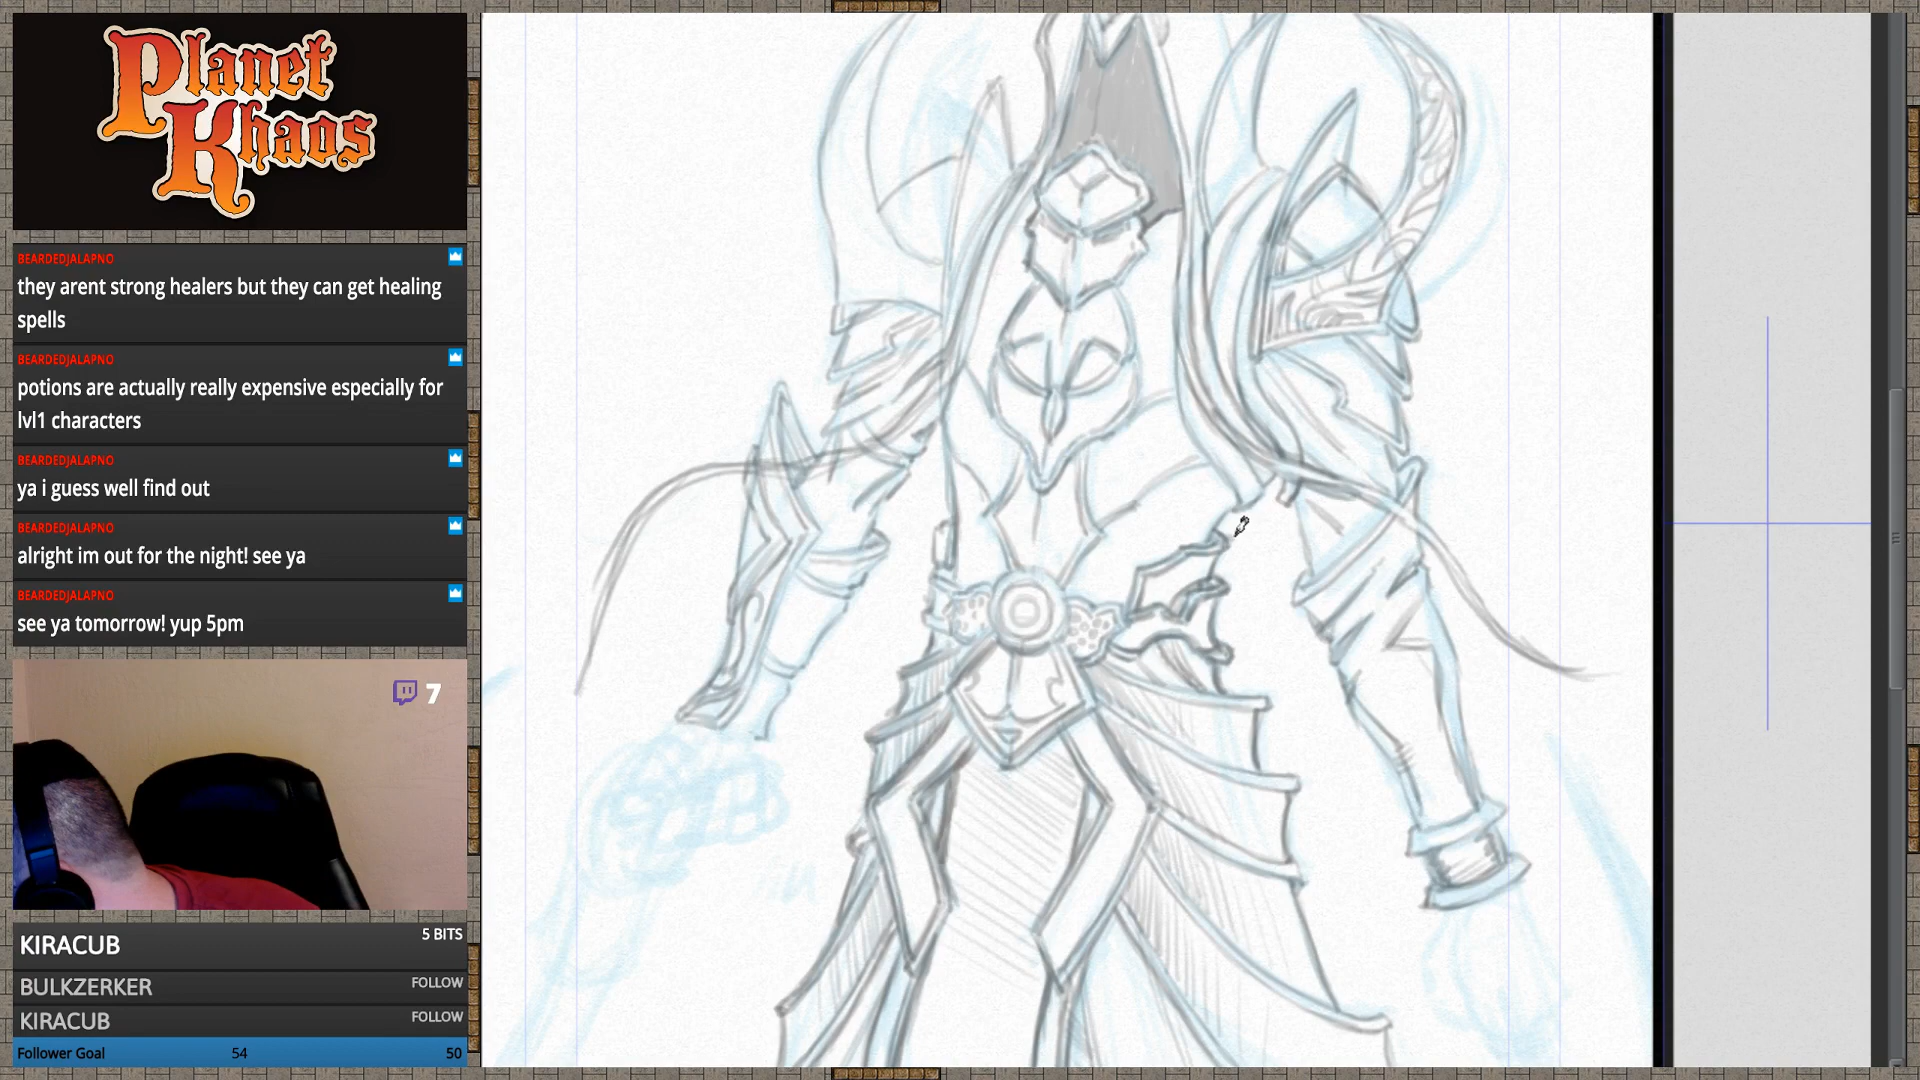 Planet
Khaos
BEARDEDJALAPNO
they arent strong healers but they can get healing
spells
BEARDEDJALAPNO
potions are actually really expensive especially for
lvl1 characters
BEARDEDJALAPNO
ya i guess well find out
BEARDEDJALAPNO
alright im out for the night! see ya
BEARDEDJALAPNO
see ya tomorrow! yup 5pm
7
KIRACUB 5 BITS
BULKZERKER FOLLOW
KIRACUB FOLLOW
Follower Goal 54 50